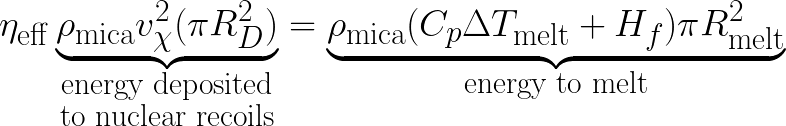 η_eff ρ_mica v_χ^2 (πR_D^2) = ρ_mica (C_p ΔT_melt + H_f) πR_melt^2
energy deposited
to nuclear recoils
energy to melt